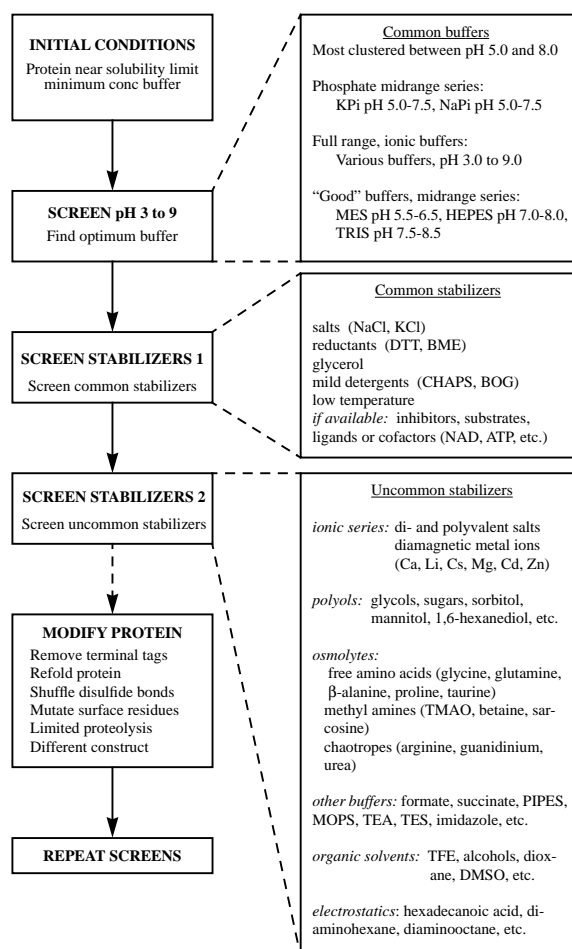 INITIAL CONDITIONS
Protein near solubility limit
minimum conc buffer
SCREEN pH 3 to 9
Find optimum buffer
SCREEN STABILIZERS 1
Screen common stabilizers
SCREEN STABILIZERS 2
Screen uncommon stabilizers
MODIFY PROTEIN
Remove terminal tags
Refold protein
Shuffle disulfide bonds
Mutate surface residues
Limited proteolysis
Different construct
REPEAT SCREENS
Common buffers
Most clustered between pH 5.0 and 8.0
Phosphate midrange series:
KPi pH 5.0-7.5, NaPi pH 5.0-7.5
Full range, ionic buffers:
Various buffers, pH 3.0 to 9.0
“Good” buffers, midrange series:
MES pH 5.5-6.5, HEPES pH 7.0-8.0,
TRIS pH 7.5-8.5
Common stabilizers
salts (NaCl, KCl)
reductants (DTT, BME)
glycerol
mild detergents (CHAPS, BOG)
low temperature
if available: inhibitors, substrates,
ligands or cofactors (NAD, ATP, etc.)
Uncommon stabilizers
ionic series: di- and polyvalent salts
diamagnetic metal ions
(Ca, Li, Cs, Mg, Cd, Zn)
polyols: glycols, sugars, sorbitol,
mannitol, 1,6-hexanediol, etc.
osmolytes:
free amino acids (glycine, glutamine,
β-alanine, proline, taurine)
methyl amines (TMAO, betaine, sar-
cosine)
chaotropes (arginine, guanidinium,
urea)
other buffers: formate, succinate, PIPES,
MOPS, TEA, TES, imidazole, etc.
organic solvents: TFE, alcohols, diox-
ane, DMSO, etc.
electrostatics: hexadecanoic acid, di-
aminohexane, diaminooctane, etc.